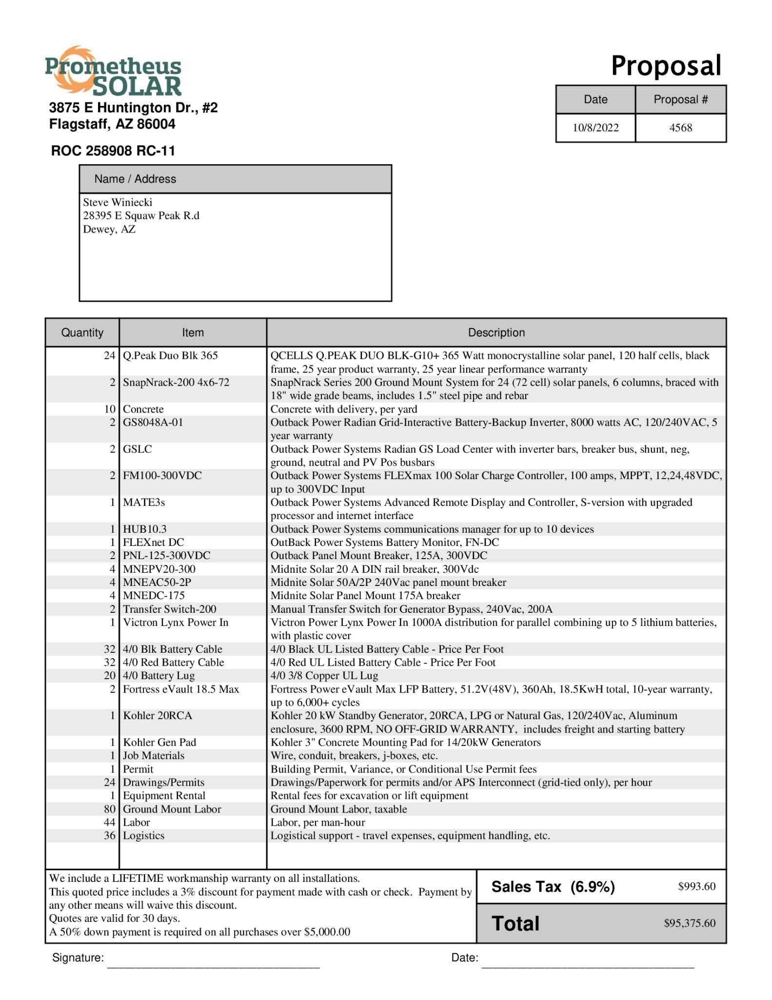 Prometheus
SOLAR
3875 E Huntington Dr., #2
Flagstaff, AZ 86004
ROC 258908 RC-11
Proposal
Date Proposal #
10/8/2022 4568
Name / Address
Steve Winiecki
28395 E Squaw Peak R.d
Dewey, AZ
Quantity Item Description
24 Q.Peak Duo Blk 365 QCELLS Q.PEAK DUO BLK-G10+ 365 Watt monocrystalline solar panel, 120 half cells, black
frame, 25 year product warranty, 25 year linear performance warranty
2 SnapNrack-200 4x6-72 SnapNrack Series 200 Ground Mount System for 24 (72 cell) solar panels, 6 columns, braced with
18" wide grade beams, includes 1.5" steel pipe and rebar
10 Concrete Concrete with delivery, per yard
2 GS8048A-01 Outback Power Radian Grid-Interactive Battery-Backup Inverter, 8000 watts AC, 120/240VAC, 5
year warranty
2 GSLC Outback Power Systems Radian GS Load Center with inverter bars, breaker bus, shunt, neg,
ground, neutral and PV Pos busbars
2 FM100-300VDC Outback Power Systems FLEXmax 100 Solar Charge Controller, 100 amps, MPPT, 12,24,48VDC,
up to 300VDC Input
1 MATE3s Outback Power Systems Advanced Remote Display and Controller, S-version with upgraded
processor and internet interface
1 HUB10.3 Outback Power Systems communications manager for up to 10 devices
1 FLEXnet DC OutBack Power Systems Battery Monitor, FN-DC
2 PNL-125-300VDC Outback Panel Mount Breaker, 125A, 300VDC
4 MNEPV20-300 Midnite Solar 20 A DIN rail breaker, 300Vdc
4 MNEAC50-2P Midnite Solar 50A/2P 240Vac panel mount breaker
4 MNEDC-175 Midnite Solar Panel Mount 175A breaker
2 Transfer Switch-200 Manual Transfer Switch for Generator Bypass, 240Vac, 200A
1 Victron Lynx Power In Victron Power Lynx Power In 1000A distribution for parallel combining up to 5 lithium batteries,
with plastic cover
32 4/0 Blk Battery Cable 4/0 Black UL Listed Battery Cable - Price Per Foot
32 4/0 Red Battery Cable 4/0 Red UL Listed Battery Cable - Price Per Foot
20 4/0 Battery Lug 4/0 3/8 Copper UL Lug
2 Fortress eVault 18.5 Max Fortress Power eVault Max LFP Battery, 51.2V(48V), 360Ah, 18.5KwH total, 10-year warranty,
up to 6,000+ cycles
1 Kohler 20RCA Kohler 20 kW Standby Generator, 20RCA, LPG or Natural Gas, 120/240Vac, Aluminum
enclosure, 3600 RPM, NO OFF-GRID WARRANTY, includes freight and starting battery
1 Kohler Gen Pad Kohler 3" Concrete Mounting Pad for 14/20kW Generators
1 Job Materials Wire, conduit, breakers, j-boxes, etc.
1 Permit Building Permit, Variance, or Conditional Use Permit fees
24 Drawings/Permits Drawings/Paperwork for permits and/or APS Interconnect (grid-tied only), per hour
1 Equipment Rental Rental fees for excavation or lift equipment
80 Ground Mount Labor Ground Mount Labor, taxable
44 Labor Labor, per man-hour
36 Logistics Logistical support - travel expenses, equipment handling, etc.
We include a LIFETIME workmanship warranty on all installations.
This quoted price includes a 3% discount for payment made with cash or check. Payment by
any other means will waive this discount.
Quotes are valid for 30 days.
A 50% down payment is required on all purchases over $5,000.00
Sales Tax (6.9%) $993.60
Total $95,375.60
Signature: Date: